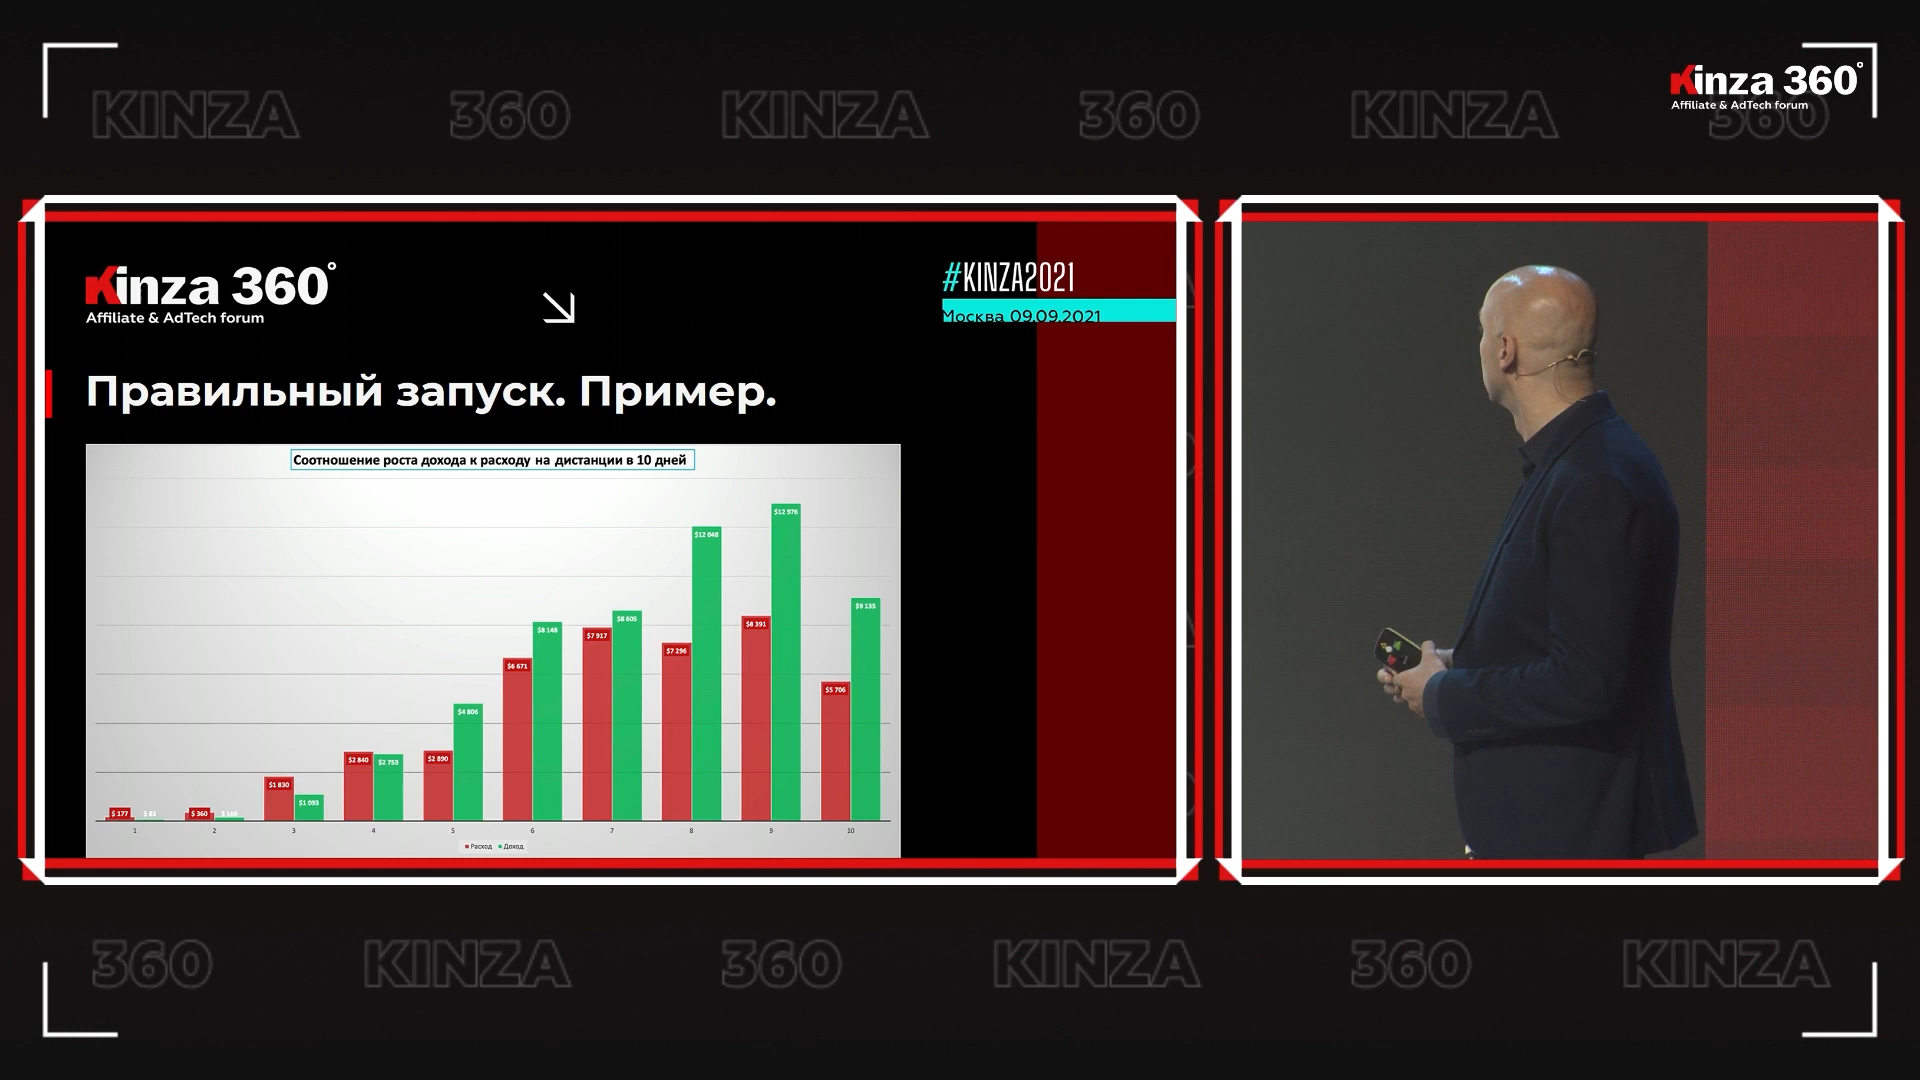 KINZA 360 KINZA 360 KINZA 360
Kinza 360°
Affiliate & AdTech forum
Kinza 360°
Affiliate & AdTech forum
#KINZA2021
Москва 09.09.2021
Правильный запуск. Пример.
Соотношение роста дохода к расходу на дистанции в 10 дней
$12 976
$12 048
$9 135
$8 148
$8 605
$8 391
$7 917
$7 296
$6 671
$5 706
$4 806
$2 840
$2 753
$2 890
$1 830
$1 093
$ 177
$ 360
1 2 3 4 5 6 7 8 9 10
Расход Доход
360 KINZA 360 KINZA 360 KINZA